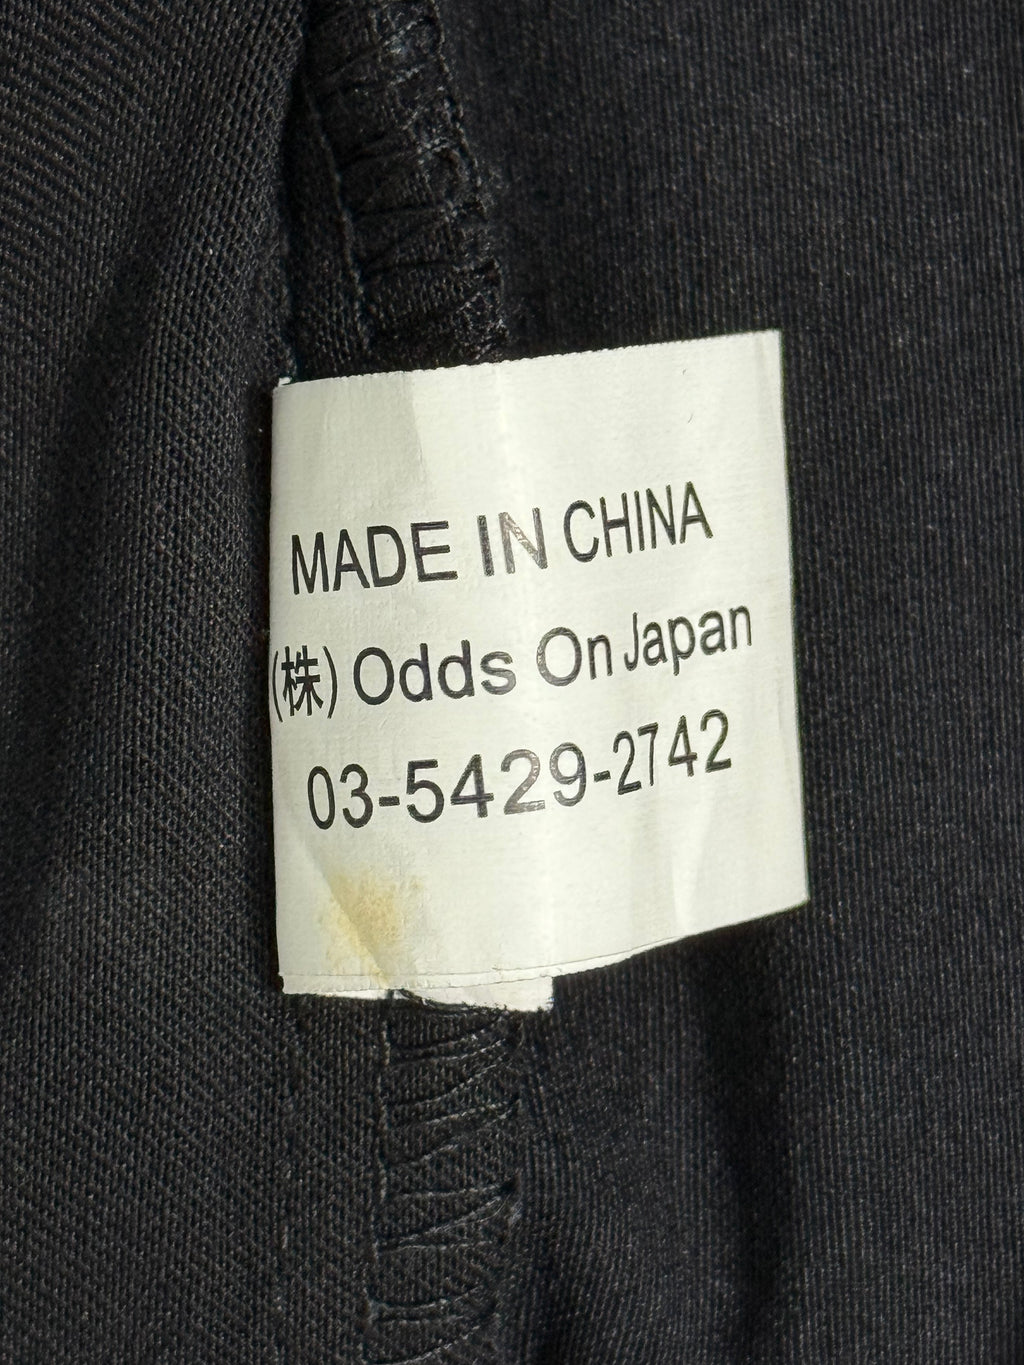 MADE IN CHINA
(株) Odds On Japan
03-5429-2742